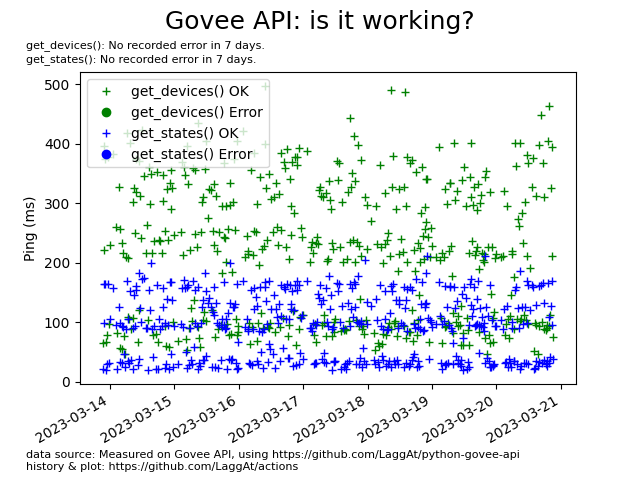 Govee API: is it working?
get_devices(): No recorded error in 7 days.
get_states(): No recorded error in 7 days.
500
400
300
200
100
0
Ping (ms)
get_devices() OK
get_devices() Error
get_states() OK
get_states() Error
2023-03-14
2023-03-15
2023-03-16
2023-03-17
2023-03-18
2023-03-19
2023-03-20
2023-03-21
data source: Measured on Govee API, using https://github.com/LaggAt/python-govee-api
history & plot: https://github.com/LaggAt/actions